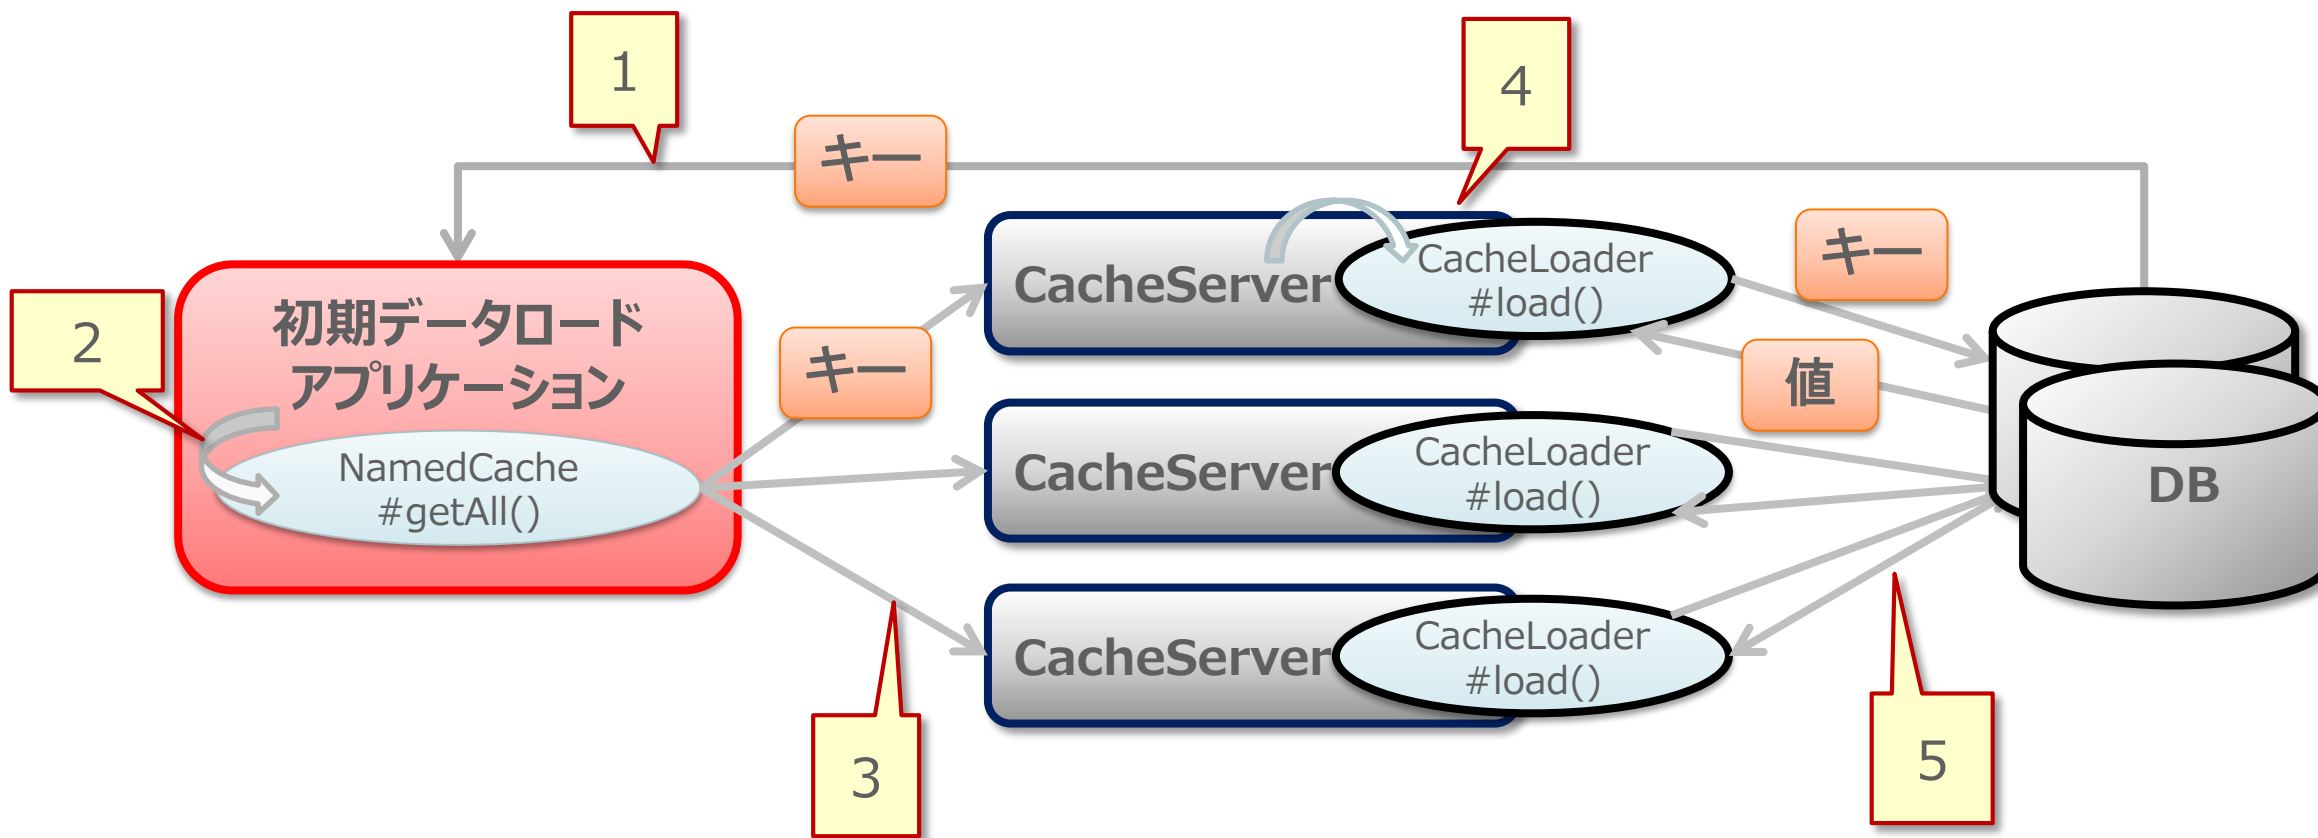 1
4
キー
キー
2
初期データロード
アプリケーション
NamedCache
#getAll()
キー
CacheServer
CacheLoader
#load()
値
CacheServer
CacheLoader
#load()
DB
CacheServer
CacheLoader
#load()
3
5